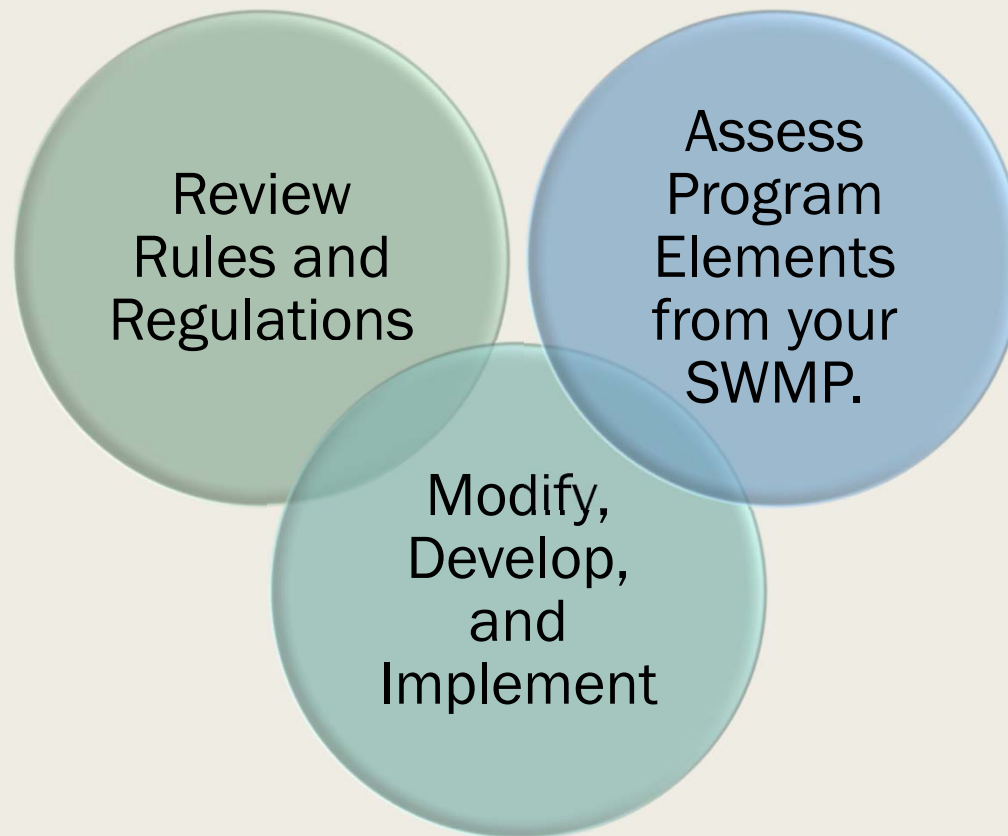 Review
Rules and
Regulations
Assess
Program
Elements
from your
SWMP.
Modify,
Develop,
and
Implement